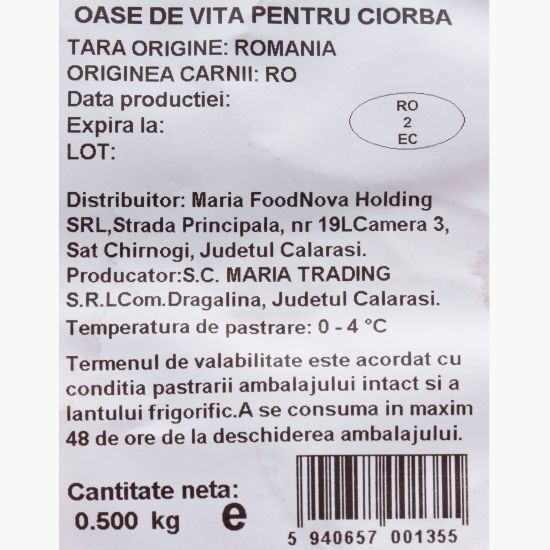 OASE DE VITA PENTRU CIORBA
TARA ORIGINE: ROMANIA
ORIGINEA CARNII: RO
Data productiei:
Expira la:
LOT:
RO
2
EC
Distribuitor: Maria FoodNova Holding
SRL,Strada Principala, nr 19LCamera 3,
Sat Chirnogi, Judetul Calarasi.
Producator:S.C. MARIA TRADING
S.R.LCom.Dragalina, Judetul Calarasi.
Temperatura de pastrare: 0 - 4 °C
Termenul de valabilitate este acordat cu
conditia pastrarii ambalajului intact si a
lantului frigorific.A se consuma in maxim
48 de ore de la deschiderea ambalajului.
Cantitate neta:
0.500 kg e
5 940657 001355